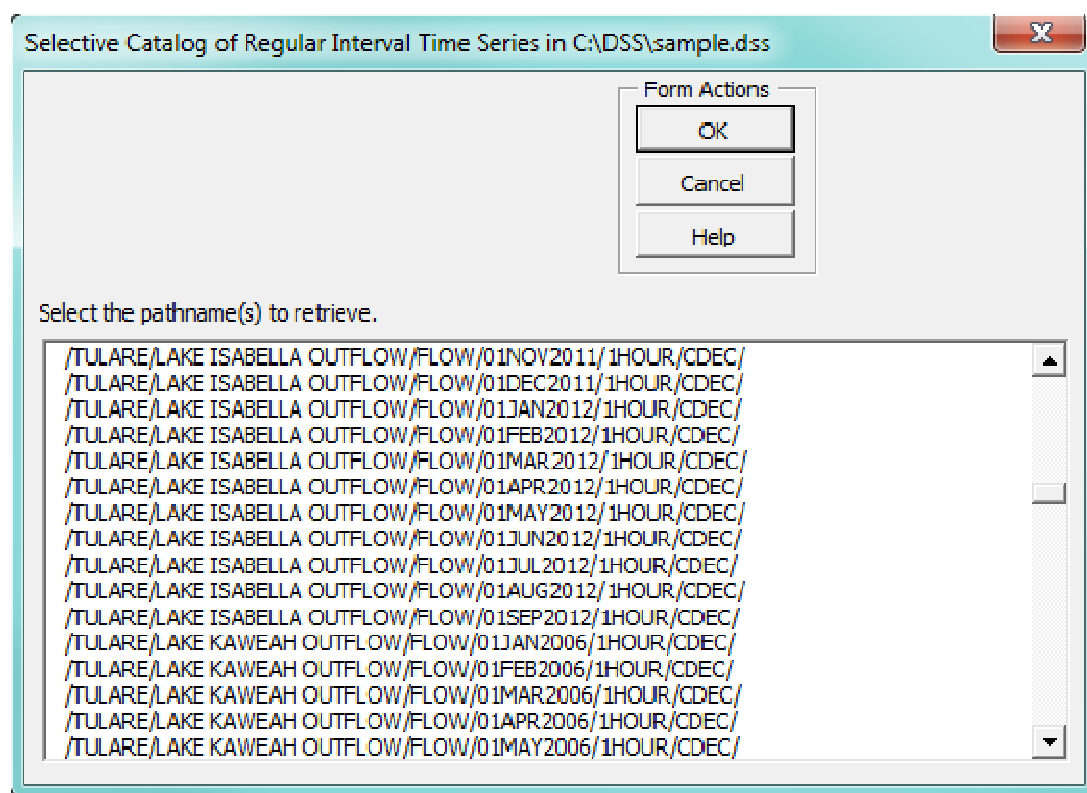 Selective Catalog of Regular Interval Time Series in C:\DSS\sample.dss
Form Actions
OK
Cancel
Help
Select the pathname(s) to retrieve.
/TULARE/LAKE ISABELLA OUTFLOW/FLOW/01NOV2011/1HOUR/CDEC/
/TULARE/LAKE ISABELLA OUTFLOW/FLOW/01DEC2011/1HOUR/CDEC/
/TULARE/LAKE ISABELLA OUTFLOW/FLOW/01JAN2012/1HOUR/CDEC/
/TULARE/LAKE ISABELLA OUTFLOW/FLOW/01FEB2012/1HOUR/CDEC/
/TULARE/LAKE ISABELLA OUTFLOW/FLOW/01MAR2012/1HOUR/CDEC/
/TULARE/LAKE ISABELLA OUTFLOW/FLOW/01APR2012/1HOUR/CDEC/
/TULARE/LAKE ISABELLA OUTFLOW/FLOW/01MAY2012/1HOUR/CDEC/
/TULARE/LAKE ISABELLA OUTFLOW/FLOW/01JUN2012/1HOUR/CDEC/
/TULARE/LAKE ISABELLA OUTFLOW/FLOW/01JUL2012/1HOUR/CDEC/
/TULARE/LAKE ISABELLA OUTFLOW/FLOW/01AUG2012/1HOUR/CDEC/
/TULARE/LAKE ISABELLA OUTFLOW/FLOW/01SEP2012/1HOUR/CDEC/
/TULARE/LAKE KAWEAH OUTFLOW/FLOW/01JAN2006/1HOUR/CDEC/
/TULARE/LAKE KAWEAH OUTFLOW/FLOW/01FEB2006/1HOUR/CDEC/
/TULARE/LAKE KAWEAH OUTFLOW/FLOW/01MAR2006/1HOUR/CDEC/
/TULARE/LAKE KAWEAH OUTFLOW/FLOW/01APR2006/1HOUR/CDEC/
/TULARE/LAKE KAWEAH OUTFLOW/FLOW/01MAY2006/1HOUR/CDEC/